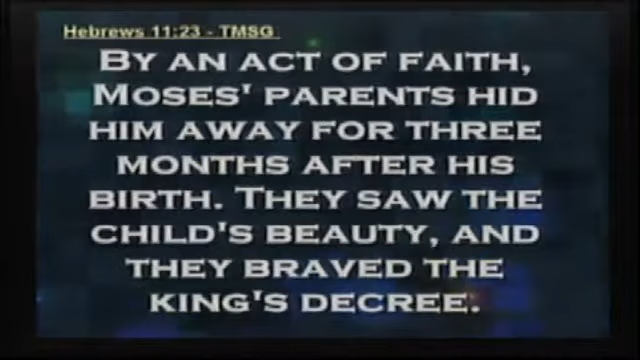 Hebrews 11:23 - TMSG
By an act of faith,
Moses' parents hid
him away for three
months after his
birth. They saw the
child's beauty, and
they braved the
king's decree.